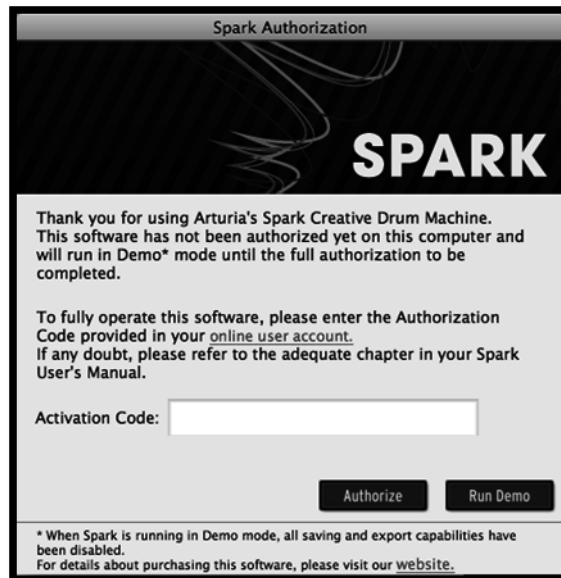 Spark Authorization
SPARK
Thank you for using Arturia's Spark Creative Drum Machine.
This software has not been authorized yet on this computer and
will run in Demo* mode until the full authorization to be
completed.
To fully operate this software, please enter the Authorization
Code provided in your online user account.
If any doubt, please refer to the adequate chapter in your Spark
User's Manual.
Activation Code:
Authorize Run Demo
* When Spark is running in Demo mode, all saving and export capabilities have
been disabled.
For details about purchasing this software, please visit our website.